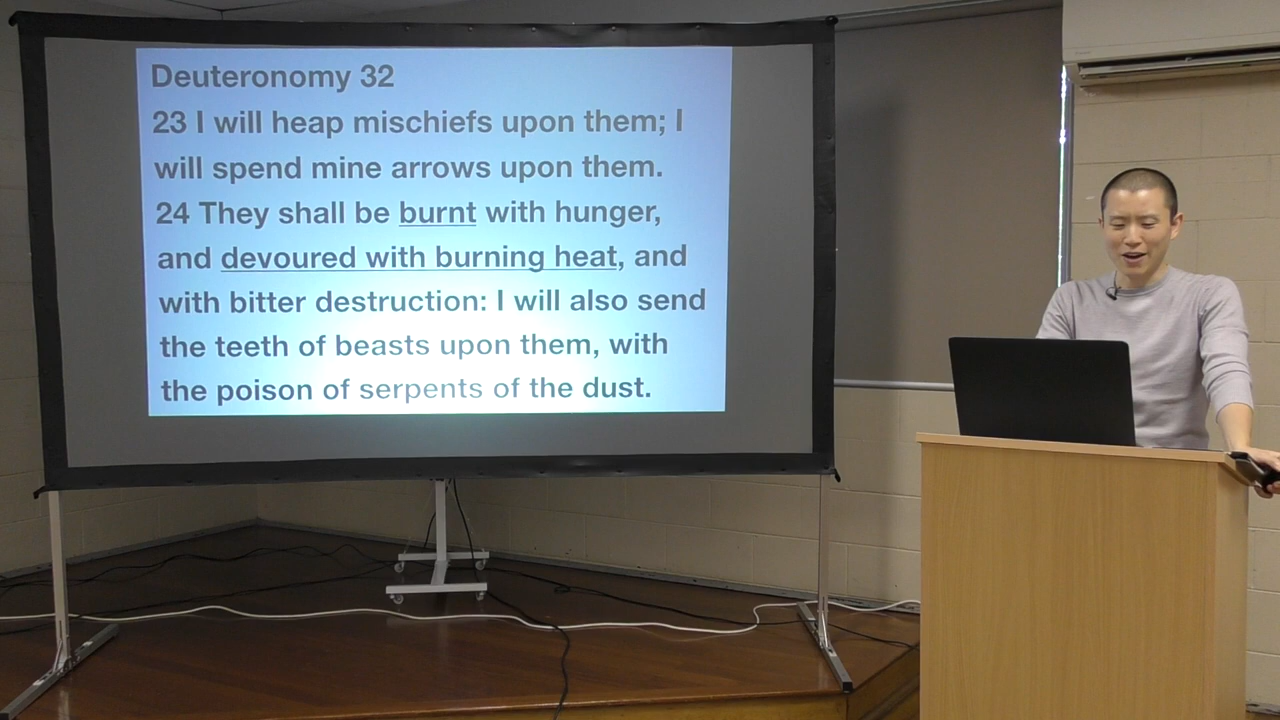 Deuteronomy 32
23 I will heap mischiefs upon them; I
will spend mine arrows upon them.
24 They shall be burnt with hunger,
and devoured with burning heat, and
with bitter destruction: I will also send
the teeth of beasts upon them, with
the poison of serpents of the dust.